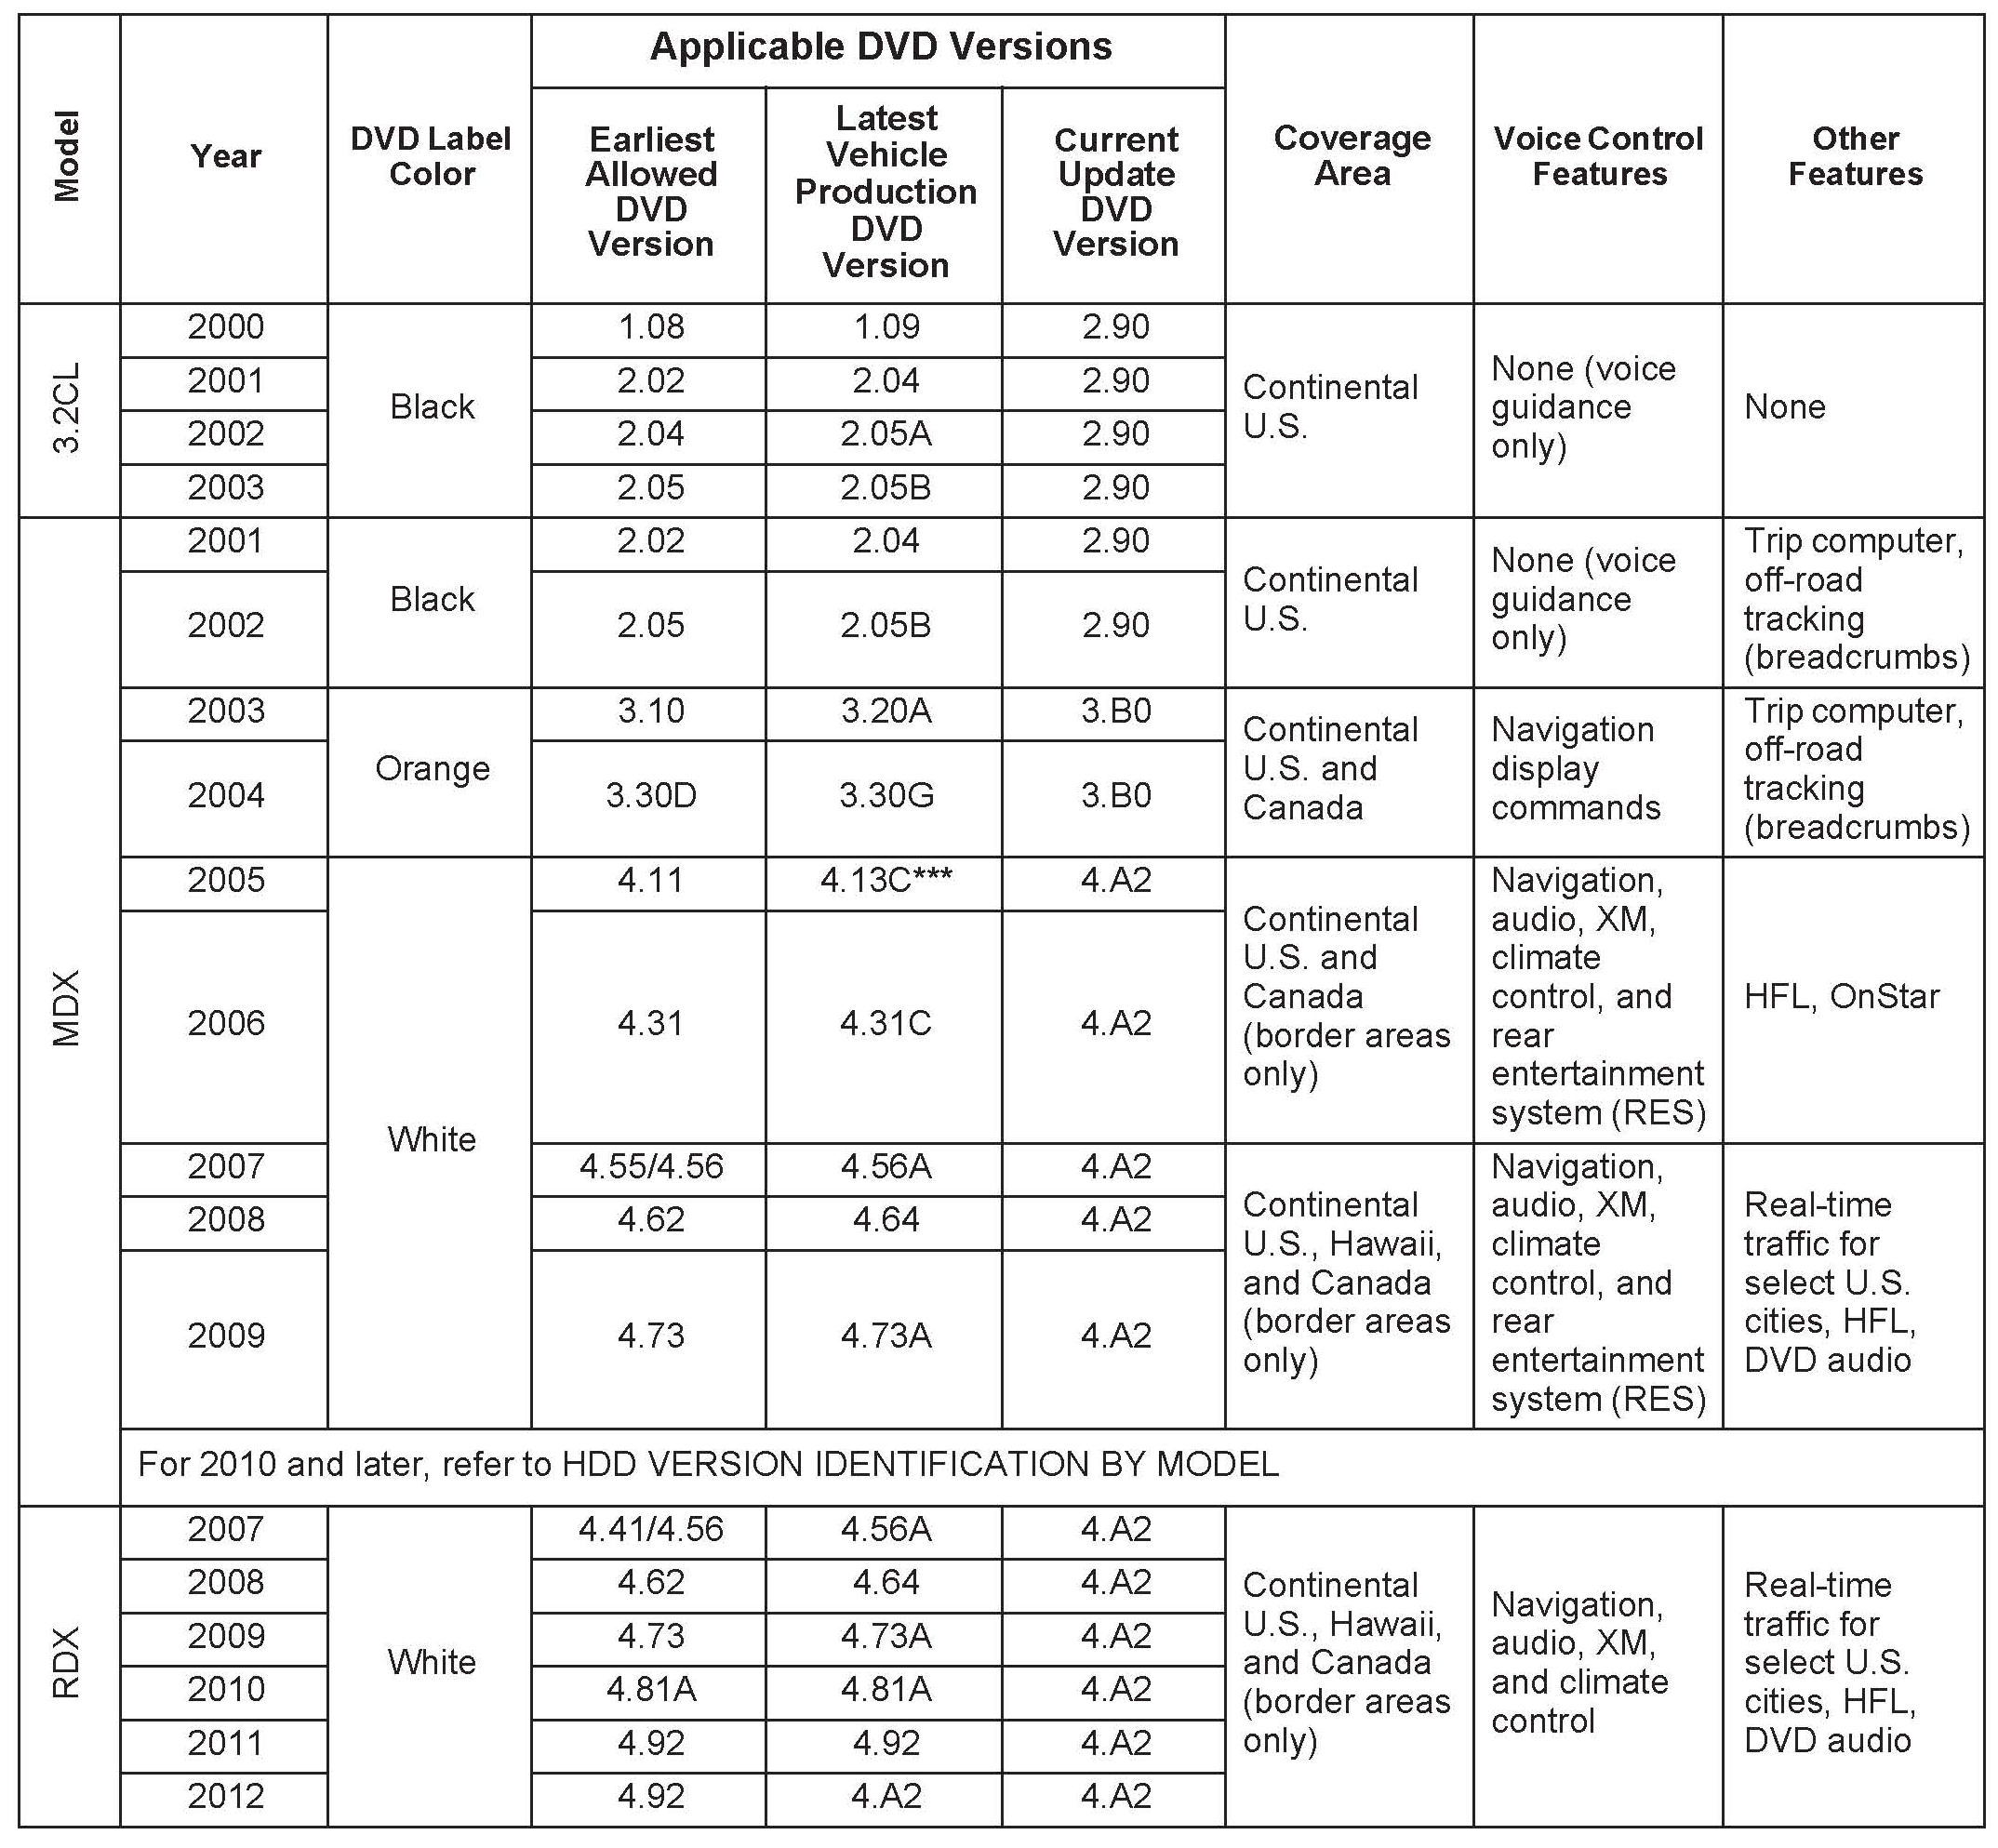 Model
Year
DVD Label
Color
Applicable DVD Versions
Earliest
Allowed
DVD
Version
Latest
Vehicle
Production
DVD
Version
Current
Update
DVD
Version
Coverage
Area
Voice Control
Features
Other
Features
3.2CL
2000
Black
1.08
1.09
2.90
Continental
U.S.
None (voice
guidance
only)
None
2001
2.02
2.04
2.90
2002
2.04
2.05A
2.90
2003
2.05
2.05B
2.90
MDX
2001
Black
2.02
2.04
2.90
Continental
U.S.
None (voice
guidance
only)
Trip computer,
off-road
tracking
(breadcrumbs)
2002
2.05
2.05B
2.90
2003
Orange
3.10
3.20A
3.B0
Continental
U.S. and
Canada
Navigation
display
commands
Trip computer,
off-road
tracking
(breadcrumbs)
2004
3.30D
3.30G
3.B0
2005
White
4.11
4.13C***
4.A2
Continental
U.S. and
Canada
(border areas
only)
Navigation,
audio, XM,
climate
control, and
rear
entertainment
system (RES)
HFL, OnStar
2006
4.31
4.31C
4.A2
2007
4.55/4.56
4.56A
4.A2
Continental
U.S., Hawaii,
and Canada
(border areas
only)
Navigation,
audio, XM,
climate
control, and
rear
entertainment
system (RES)
Real-time
traffic for
select U.S.
cities, HFL,
DVD audio
2008
4.62
4.64
4.A2
2009
4.73
4.73A
4.A2
For 2010 and later, refer to HDD VERSION IDENTIFICATION BY MODEL
RDX
2007
White
4.41/4.56
4.56A
4.A2
Continental
U.S., Hawaii,
and Canada
(border areas
only)
Navigation,
audio, XM,
and climate
control
Real-time
traffic for
select U.S.
cities, HFL,
DVD audio
2008
4.62
4.64
4.A2
2009
4.73
4.73A
4.A2
2010
4.81A
4.81A
4.A2
2011
4.92
4.92
4.A2
2012
4.92
4.A2
4.A2